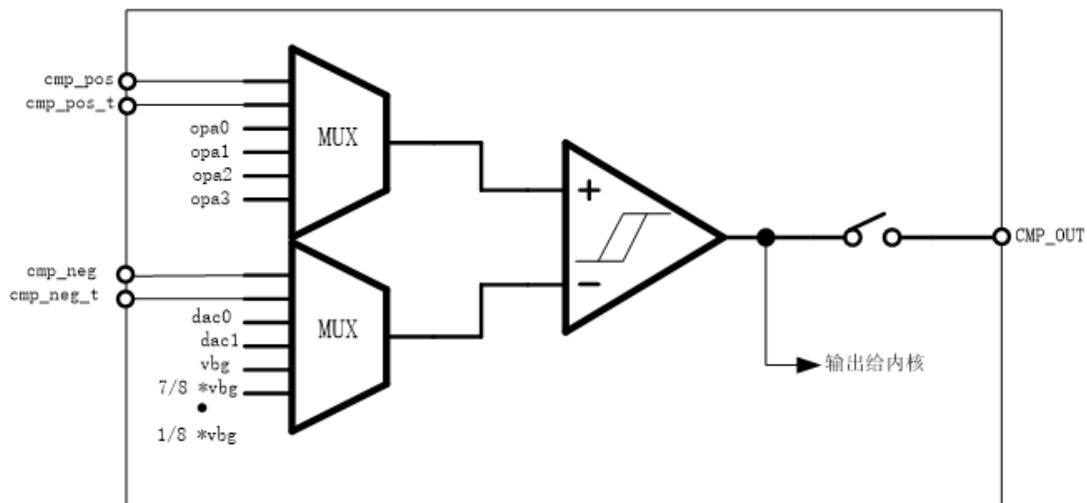 cmp_pos
cmp_pos_t
opa0
opa1
opa2
opa3
MUX
cmp_neg
cmp_neg_t
dac0
dac1
vbg
7/8 *vbg
1/8 *vbg
MUX
+
−
CMP_OUT
输出给内核